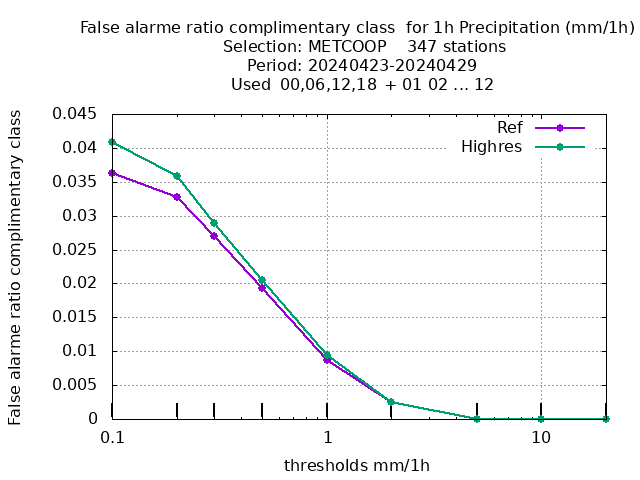 False alarme ratio complimentary class  for 1h Precipitation (mm/1h)
Selection: METCOOP    347 stations
Period: 20240423-20240429
Used  00,06,12,18  + 01 02 ... 12
False alarme ratio complimentary class
0.045
0.04
0.035
0.03
0.025
0.02
0.015
0.01
0.005
0
Ref
Highres
0.1
1
10
thresholds mm/1h